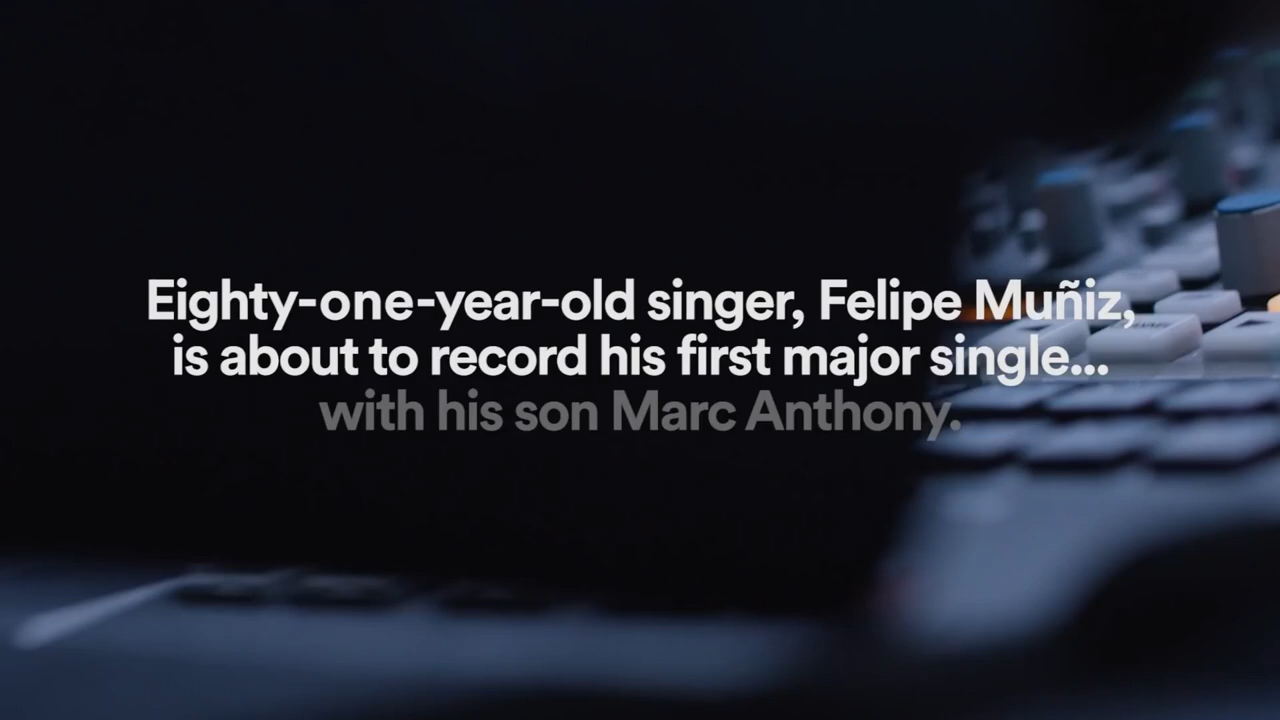 Eighty-one-year-old singer, Felipe Muñiz,
is about to record his first major single...
with his son Marc Anthony.